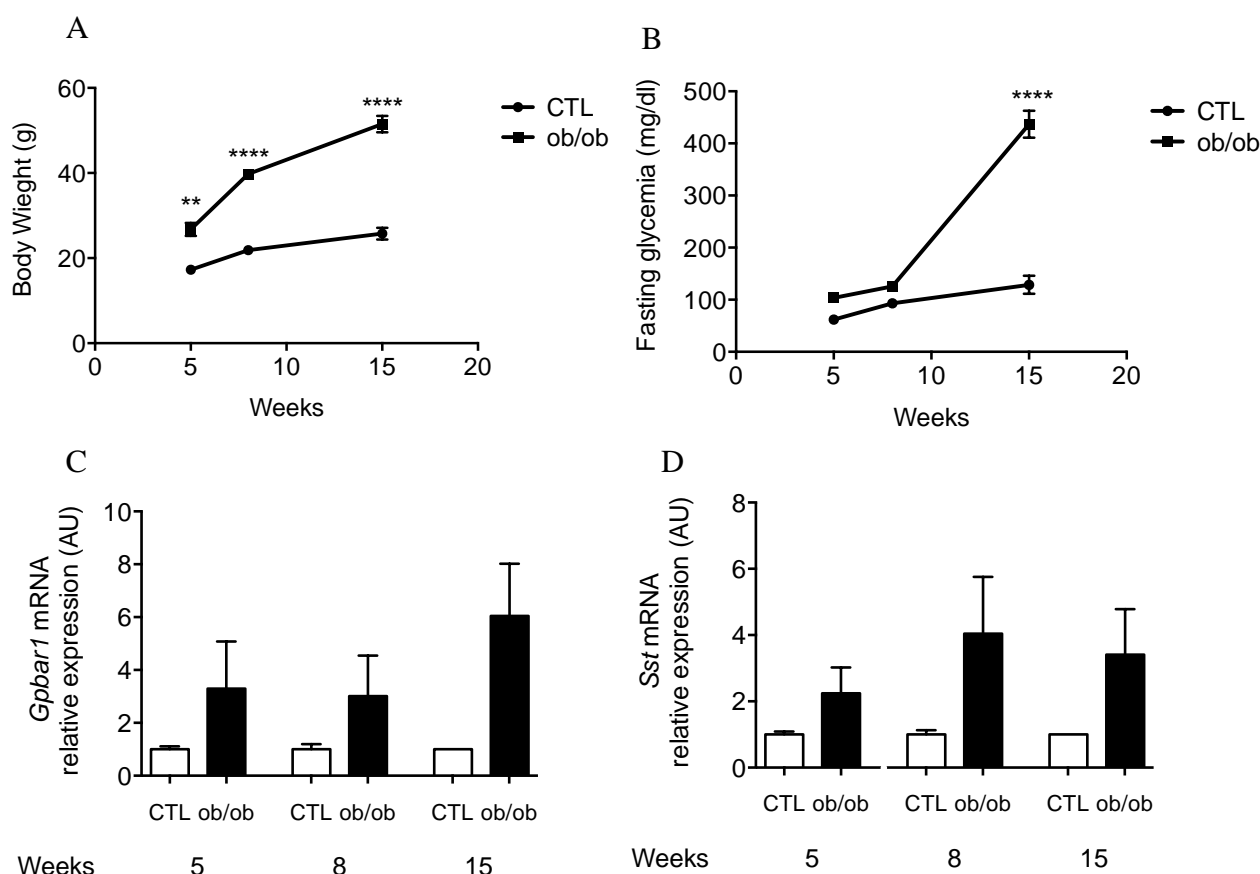 A
Body Wieght (g)
60
40
20
0
**
****
****
0 5 10 15 20
Weeks
CTL
ob/ob
B
Fasting glycemia (mg/dl)
500
400
300
200
100
0
****
0 5 10 15 20
Weeks
CTL
ob/ob
C
Gpbar1 mRNA
relative expression (AU)
10
8
6
4
2
0
CTL ob/ob CTL ob/ob CTL ob/ob
Weeks 5 8 15
D
Sst mRNA
relative expression (AU)
8
6
4
2
0
CTL ob/ob CTL ob/ob CTL ob/ob
Weeks 5 8 15